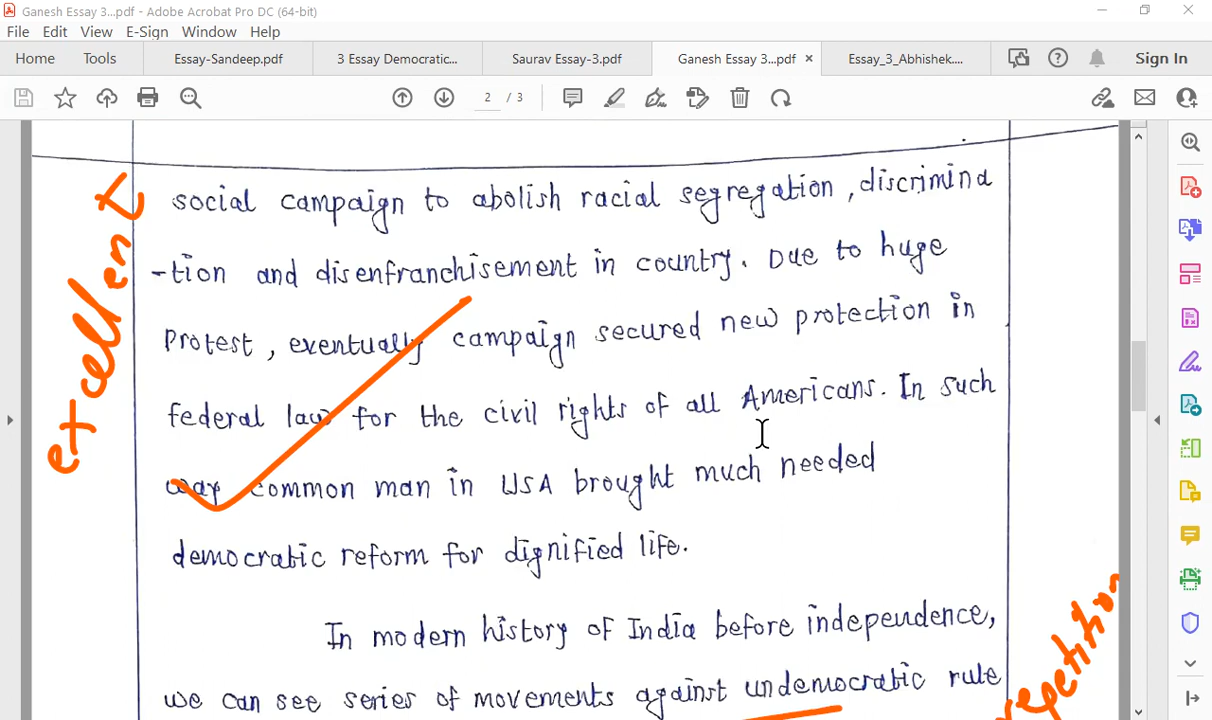 Ganesh Essay 3...pdf - Adobe Acrobat Pro DC (64-bit)
File Edit View E-Sign Window Help
Home Tools Essay-Sandeep.pdf 3 Essay Democratic... Saurav Essay-3.pdf Ganesh Essay 3...pdf × Essay_3_Abhishek.... Sign In
2 / 3
social campaign to abolish racial segregation, discrimina
-tion and disenfranchisement in country. Due to huge
Protest, eventually campaign secured new protection in
federal law for the civil rights of all Americans. In such
way common man in USA brought much needed
democratic reform for dignified life.
In modern history of India before independence,
we can see series of movements against undemocratic rule
excellent
repetition